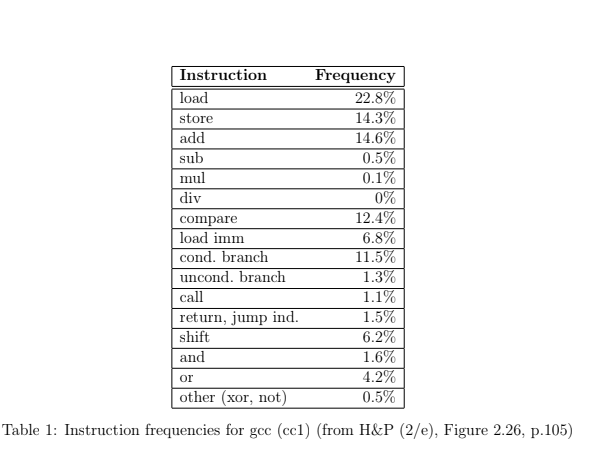 Instruction Frequency
load 22.8%
store 14.3%
add 14.6%
sub 0.5%
mul 0.1%
div 0%
compare 12.4%
load imm 6.8%
cond. branch 11.5%
uncond. branch 1.3%
call 1.1%
return, jump ind. 1.5%
shift 6.2%
and 1.6%
or 4.2%
other (xor, not) 0.5%
Table 1: Instruction frequencies for gcc (cc1) (from H&P (2/e), Figure 2.26, p.105)